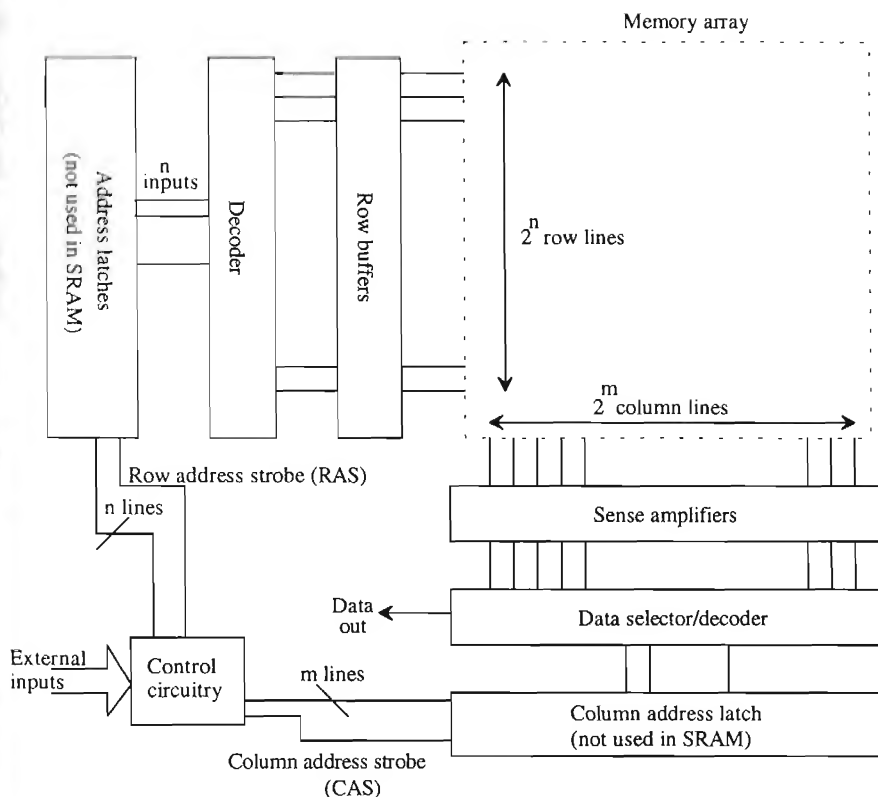 Memory array
Address latches
(not used in SRAM)
n
inputs
Decoder
Row buffers
2^n row lines
2^m column lines
Row address strobe (RAS)
n lines
Sense amplifiers
Data
out
Data selector/decoder
External
inputs
Control
circuitry
m lines
Column address latch
(not used in SRAM)
Column address strobe
(CAS)